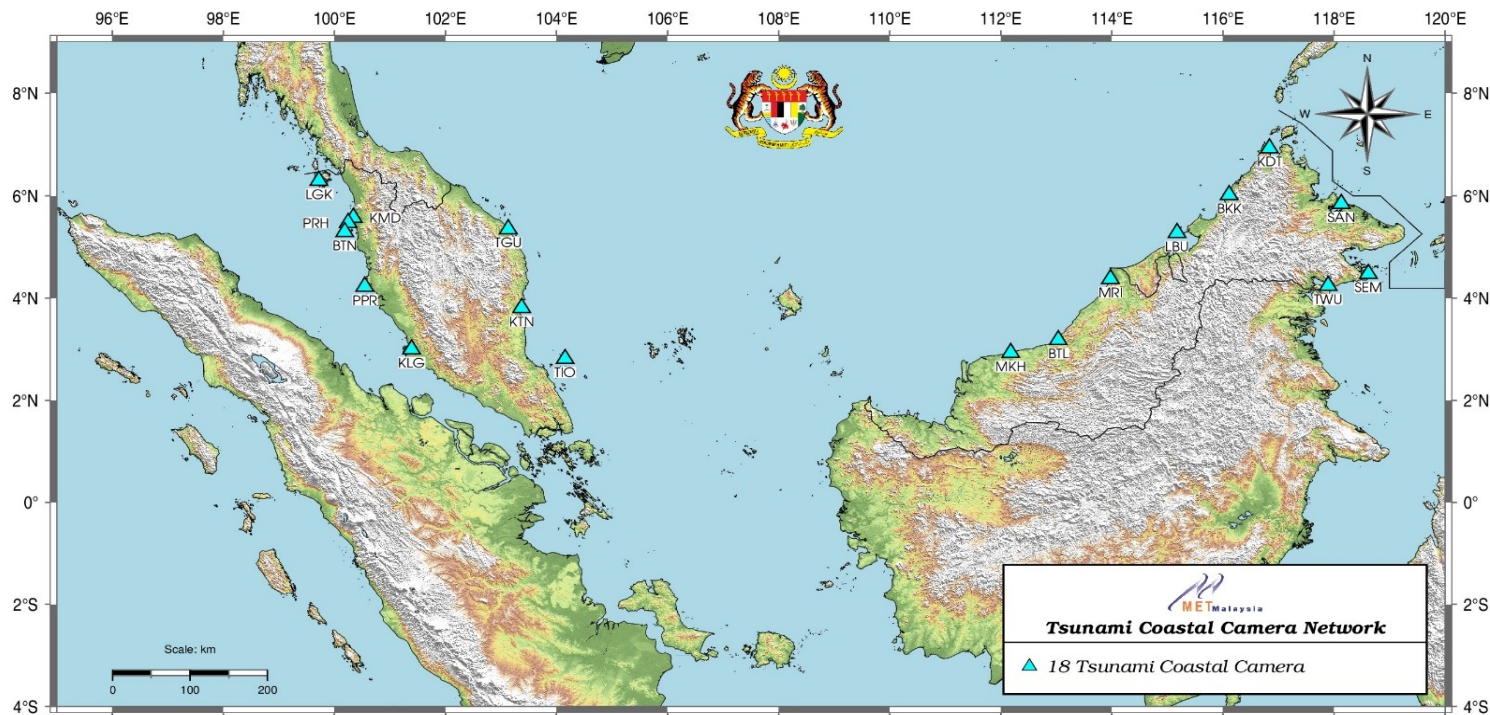 96°E 98°E 100°E 102°E 104°E 106°E 108°E 110°E 112°E 114°E 116°E 118°E 120°E
8°N 8°N
N
W E
S
KDT
6°N 6°N
LGK
BKK
SAN
PRH KMD
TGU
BTN
LBU
4°N 4°N
PPR
MRI
TWU SEM
KTN
KLG
TIO
BTL
MKH
2°N 2°N
0° 0°
2°S 2°S
MET Malaysia
Tsunami Coastal Camera Network
18 Tsunami Coastal Camera
Scale: km
0 100 200
4°S 4°S